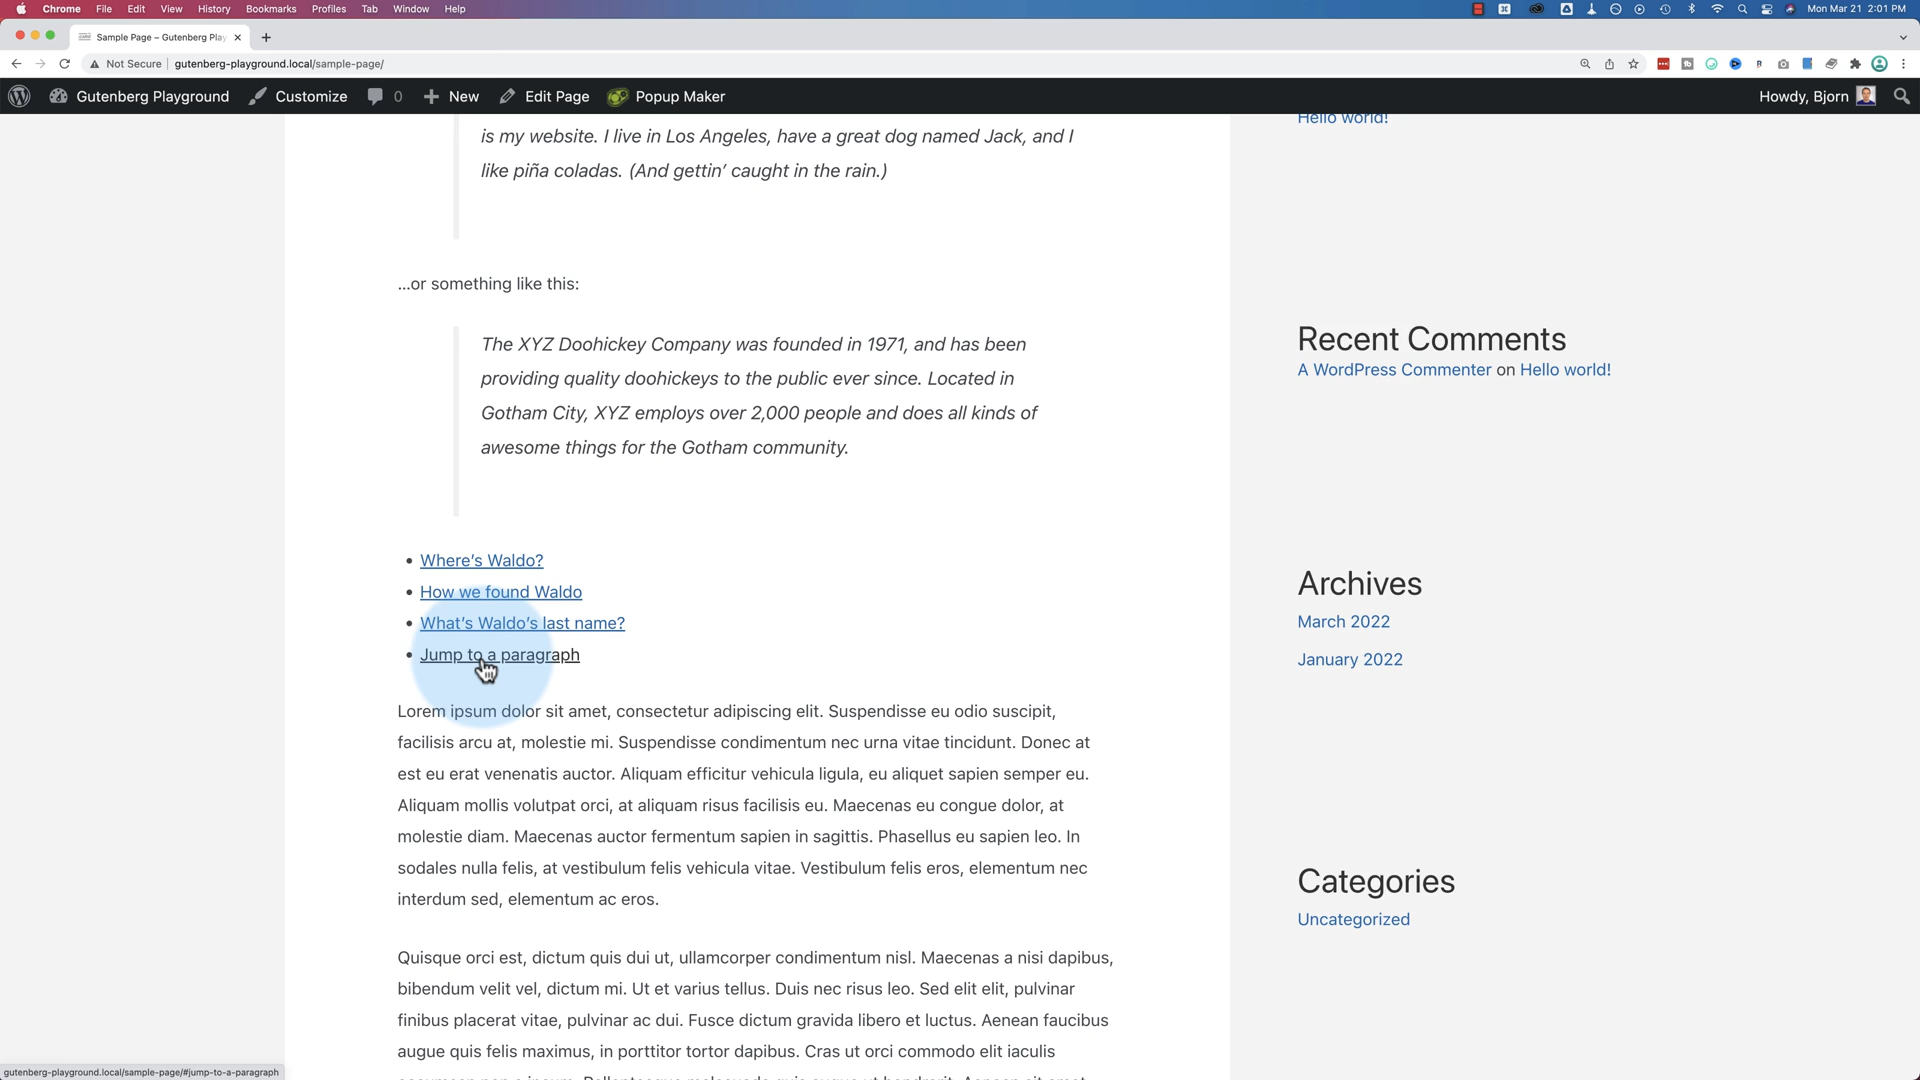 Chrome File Edit View History Bookmarks Profiles Tab Window Help Mon Mar 21 2:01 PM
Sample Page – Gutenberg Play
Not Secure gutenberg-playground.local/sample-page/
Gutenberg Playground Customize 0 New Edit Page Popup Maker Howdy, Bjorn
is my website. I live in Los Angeles, have a great dog named Jack, and I
like piña coladas. (And gettin’ caught in the rain.)
…or something like this:
The XYZ Doohickey Company was founded in 1971, and has been
providing quality doohickeys to the public ever since. Located in
Gotham City, XYZ employs over 2,000 people and does all kinds of
awesome things for the Gotham community.
• Where’s Waldo?
• How we found Waldo
• What’s Waldo’s last name?
• Jump to a paragraph
Lorem ipsum dolor sit amet, consectetur adipiscing elit. Suspendisse eu odio suscipit,
facilisis arcu at, molestie mi. Suspendisse condimentum nec urna vitae tincidunt. Donec at
est eu erat venenatis auctor. Aliquam efficitur vehicula ligula, eu aliquet sapien semper eu.
Aliquam mollis volutpat orci, at aliquam risus facilisis eu. Maecenas eu congue dolor, at
molestie diam. Maecenas auctor fermentum sapien in sagittis. Phasellus eu sapien leo. In
sodales nulla felis, at vestibulum felis vehicula vitae. Vestibulum felis eros, elementum nec
interdum sed, elementum ac eros.
Quisque orci est, dictum quis dui ut, ullamcorper condimentum nisl. Maecenas a nisi dapibus,
bibendum velit vel, dictum mi. Ut et varius tellus. Duis nec risus leo. Sed elit elit, pulvinar
finibus placerat vitae, pulvinar ac dui. Fusce dictum gravida libero et luctus. Aenean faucibus
augue quis felis maximus, in porttitor tortor dapibus. Cras ut orci commodo elit iaculis
Hello world!
Recent Comments
A WordPress Commenter on Hello world!
Archives
March 2022
January 2022
Categories
Uncategorized
gutenberg-playground.local/sample-page/#jump-to-a-paragraph